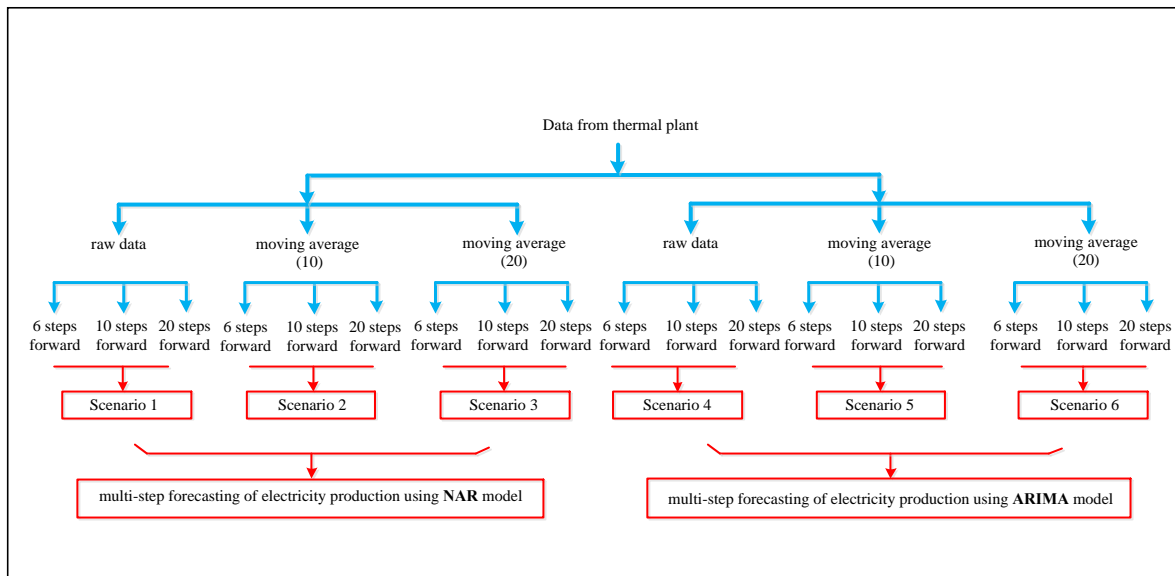 Data from thermal plant
raw data
moving average
(10)
moving average
(20)
raw data
moving average
(10)
moving average
(20)
6 steps
forward
10 steps
forward
20 steps
forward
6 steps
forward
10 steps
forward
20 steps
forward
6 steps
forward
10 steps
forward
20 steps
forward
6 steps
forward
10 steps
forward
20 steps
forward
6 steps
forward
10 steps
forward
20 steps
forward
6 steps
forward
10 steps
forward
20 steps
forward
Scenario 1
Scenario 2
Scenario 3
Scenario 4
Scenario 5
Scenario 6
multi-step forecasting of electricity production using NAR model
multi-step forecasting of electricity production using ARIMA model